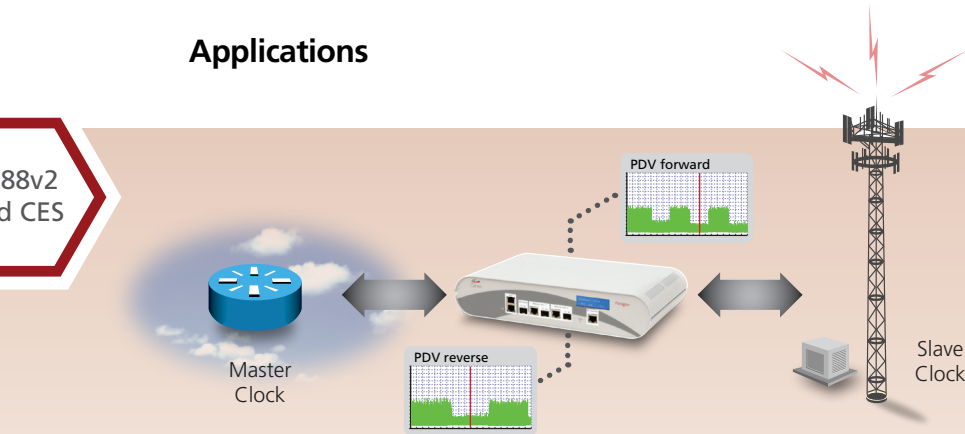 Applications
88v2
d CES
PDV forward
PDV reverse
Master
Clock
Slave
Clock